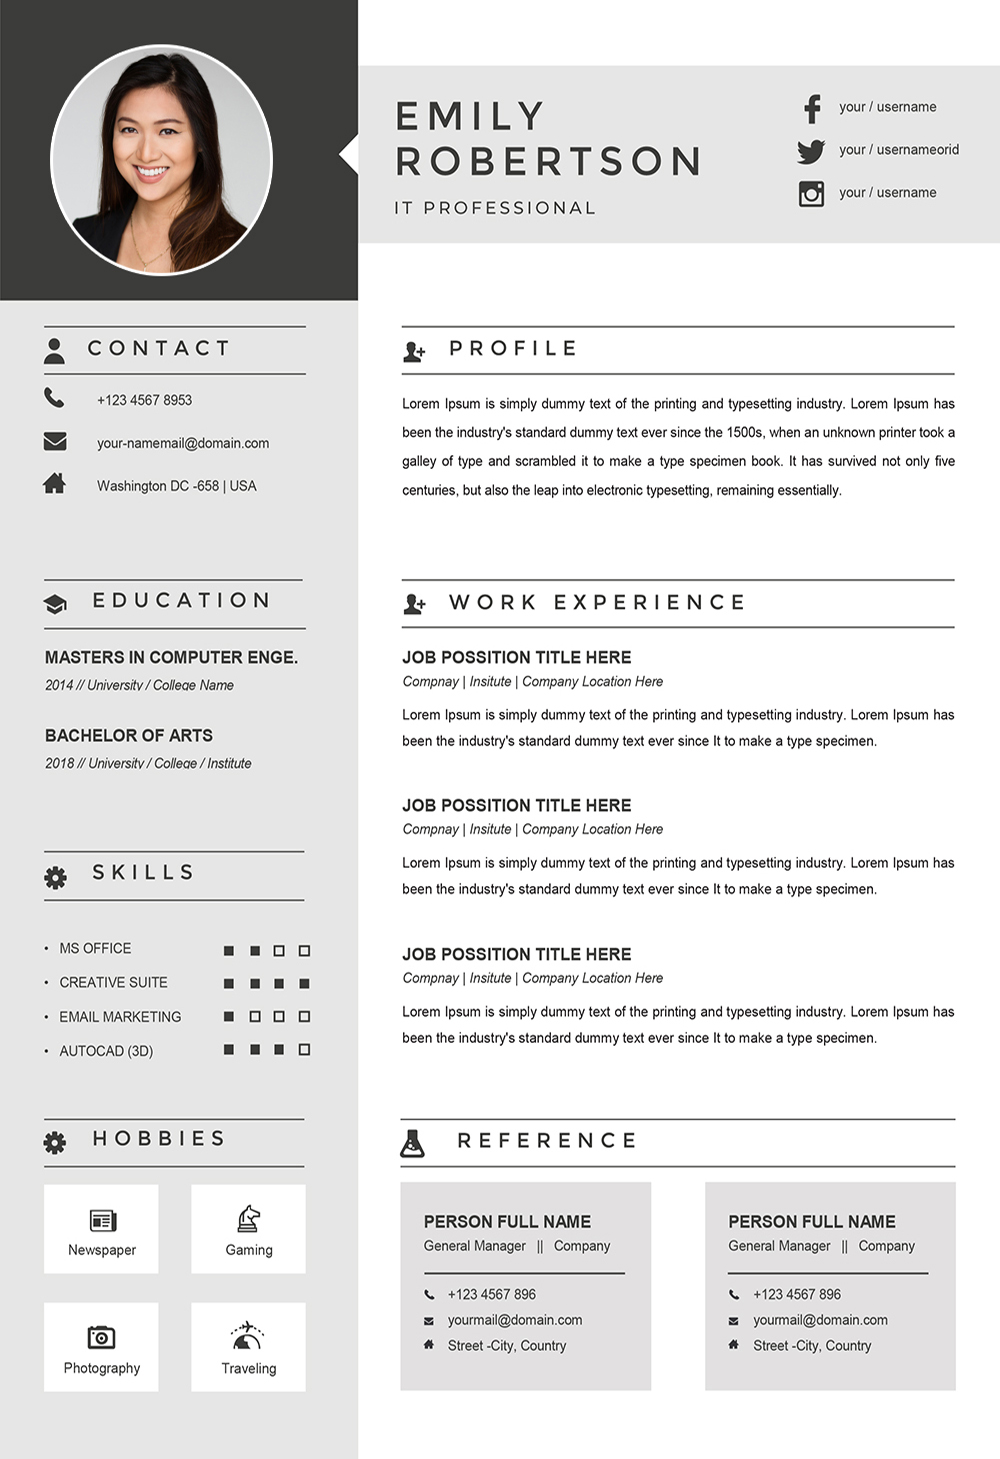 EMILY
ROBERTSON
IT PROFESSIONAL
your / username
your / usernameorid
your / username
CONTACT
+123 4567 8953
your-namemail@domain.com
Washington DC -658 | USA
EDUCATION
MASTERS IN COMPUTER ENGE.
2014 // University / College Name
BACHELOR OF ARTS
2018 // University / College / Institute
SKILLS
• MS OFFICE
• CREATIVE SUITE
• EMAIL MARKETING
• AUTOCAD (3D)
HOBBIES
Newspaper
Gaming
Photography
Traveling
PROFILE
Lorem Ipsum is simply dummy text of the printing and typesetting industry. Lorem Ipsum has
been the industry's standard dummy text ever since the 1500s, when an unknown printer took a
galley of type and scrambled it to make a type specimen book. It has survived not only five
centuries, but also the leap into electronic typesetting, remaining essentially.
WORK EXPERIENCE
JOB POSSITION TITLE HERE
Compnay | Insitute | Company Location Here
Lorem Ipsum is simply dummy text of the printing and typesetting industry. Lorem Ipsum has
been the industry's standard dummy text ever since It to make a type specimen.
JOB POSSITION TITLE HERE
Compnay | Insitute | Company Location Here
Lorem Ipsum is simply dummy text of the printing and typesetting industry. Lorem Ipsum has
been the industry's standard dummy text ever since It to make a type specimen.
JOB POSSITION TITLE HERE
Compnay | Insitute | Company Location Here
Lorem Ipsum is simply dummy text of the printing and typesetting industry. Lorem Ipsum has
been the industry's standard dummy text ever since It to make a type specimen.
REFERENCE
PERSON FULL NAME
General Manager || Company
+123 4567 896
yourmail@domain.com
Street -City, Country
PERSON FULL NAME
General Manager || Company
+123 4567 896
yourmail@domain.com
Street -City, Country